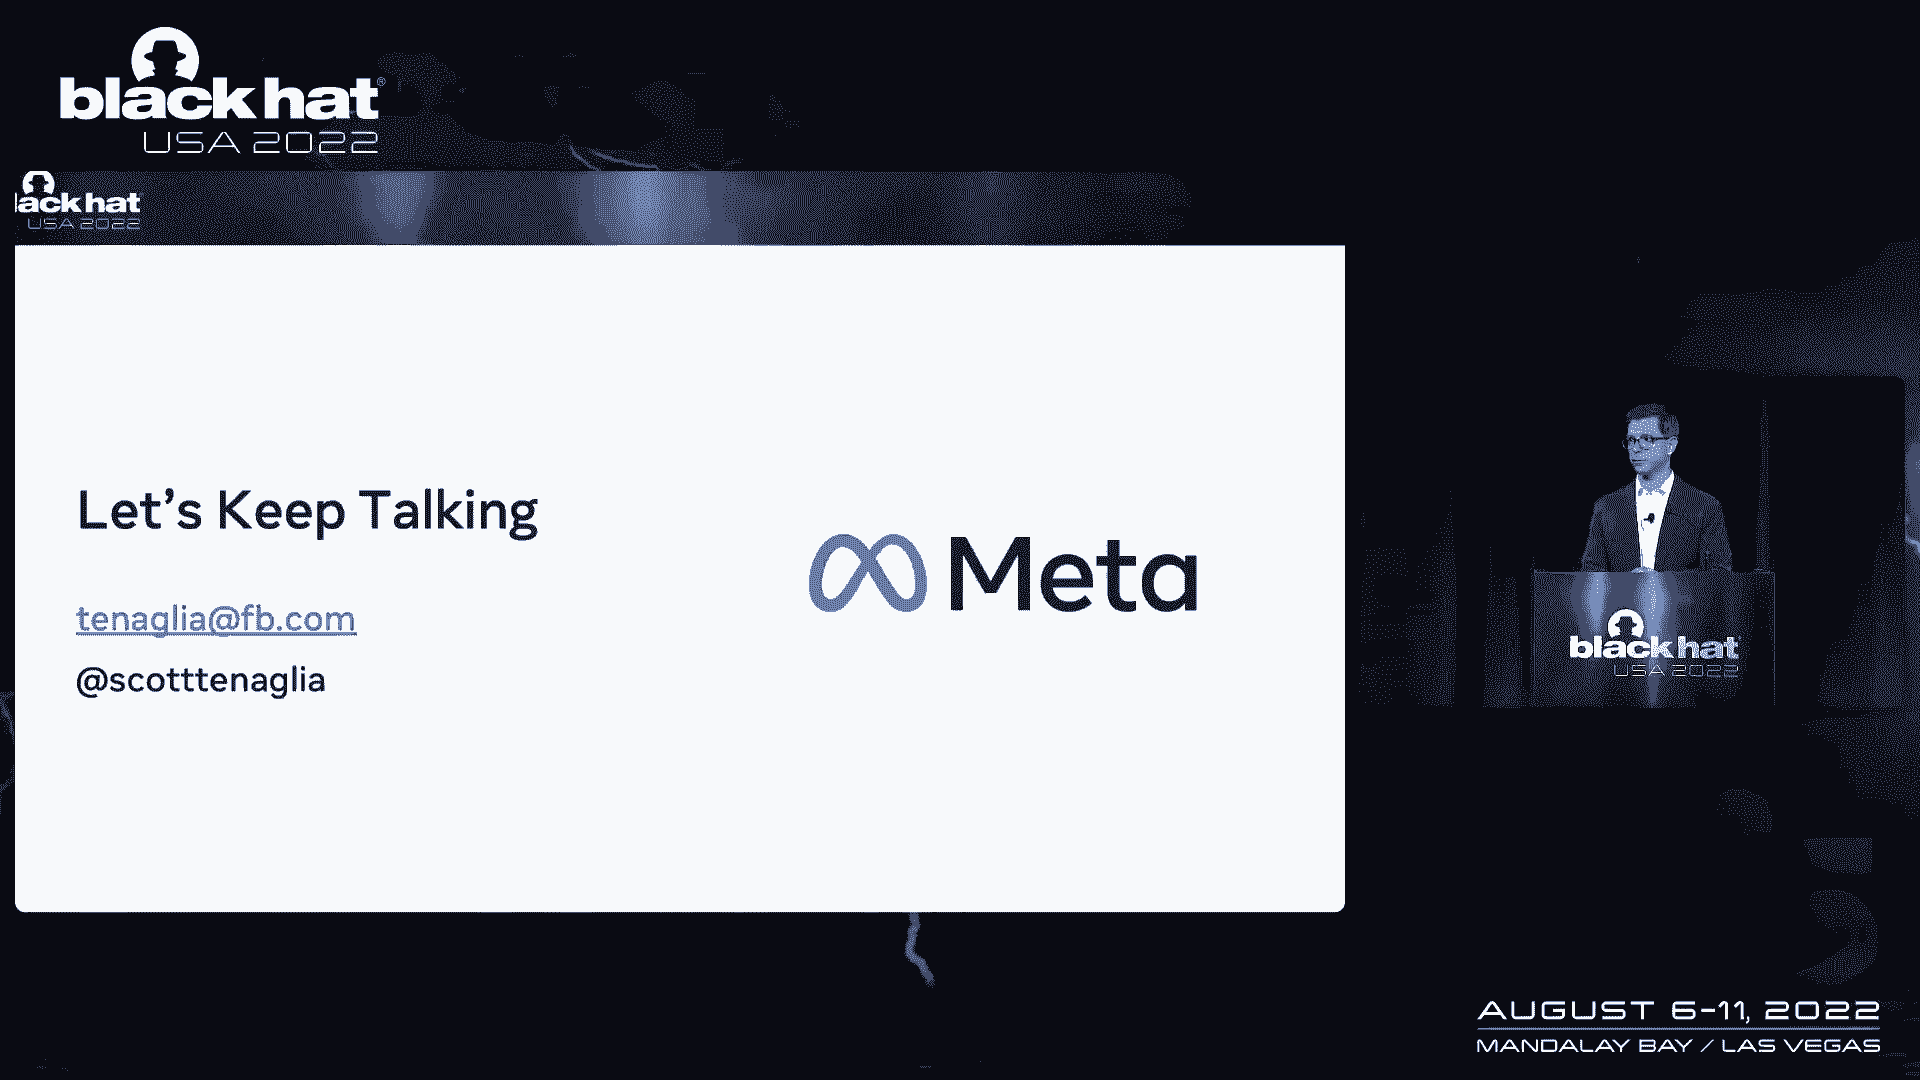 black hat®
USA 2022
lack hat
USA 2022
Let's Keep Talking
tenaglia@fb.com
@scotttenaglia
Meta
black hat
USA 2022
AUGUST 6-11, 2022
MANDALAY BAY / LAS VEGAS